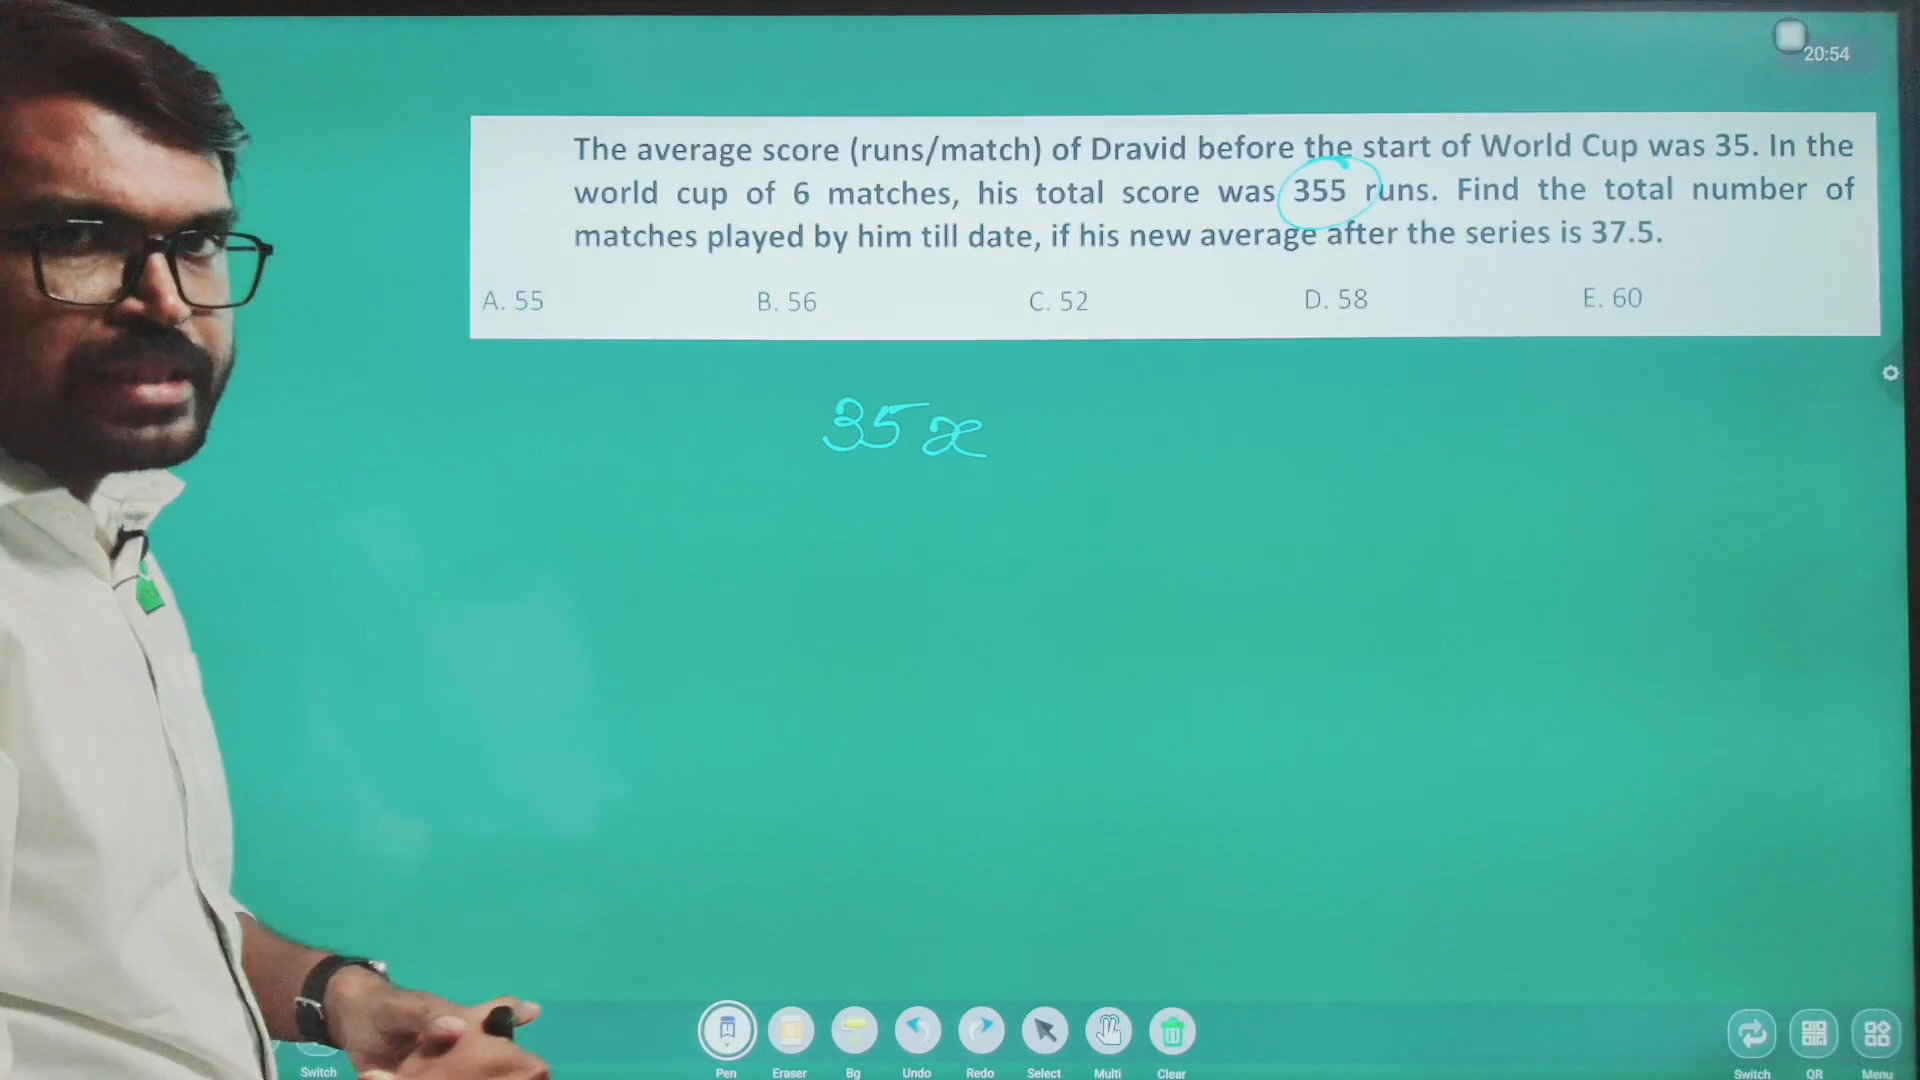 20:54
The average score (runs/match) of Dravid before the start of World Cup was 35. In the
world cup of 6 matches, his total score was 355 runs. Find the total number of
matches played by him till date, if his new average after the series is 37.5.
A. 55 B. 56 C. 52 D. 58 E. 60
35x
Switch Pen Eraser Bg Undo Redo Select Multi Clear Switch QR Menu